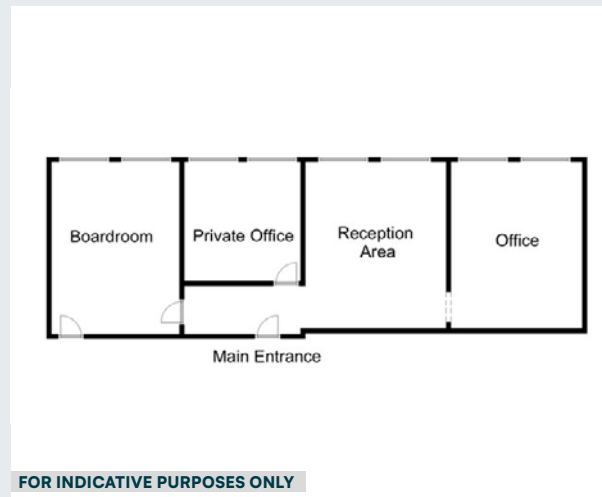 Boardroom
Private Office
Reception
Area
Office
Main Entrance
FOR INDICATIVE PURPOSES ONLY